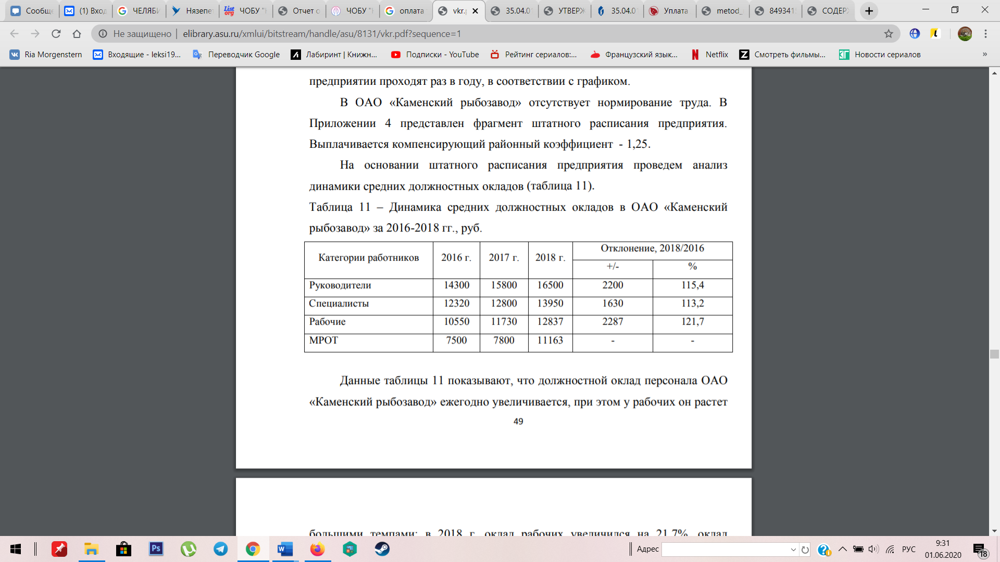 Сообще
(1) Вход
ЧЕЛЯБИ
Нязепет
ЧОБУ "Н
Отчет о
ЧОБУ "Н
оплата
vkr.p
35.04.0
УТВЕРЖ
35.04.0
Уплата
metod_
849341
СОДЕРЖ
Не защищено | elibrary.asu.ru/xmlui/bitstream/handle/asu/8131/vkr.pdf?sequence=1
Ria Morgenstern
Входящие - leksi19...
Переводчик Google
Лабиринт | Книжн...
Подписки - YouTube
Рейтинг сериалов:...
Французский язык...
Netflix
Смотреть фильмы...
Новости сериалов
»
предприятии проходят раз в году, в соответствии с графиком.
В ОАО «Каменский рыбозавод» отсутствует нормирование труда. В
Приложении 4 представлен фрагмент штатного расписания предприятия.
Выплачивается компенсирующий районный коэффициент - 1,25.
На основании штатного расписания предприятия проведем анализ
динамики средних должностных окладов (таблица 11).
Таблица 11 – Динамика средних должностных окладов в ОАО «Каменский
рыбозавод» за 2016-2018 гг., руб.
Категории работников 2016 г. 2017 г. 2018 г. Отклонение, 2018/2016
+/- %
Руководители 14300 15800 16500 2200 115,4
Специалисты 12320 12800 13950 1630 113,2
Рабочие 10550 11730 12837 2287 121,7
МРОТ 7500 7800 11163 - -
Данные таблицы 11 показывают, что должностной оклад персонала ОАО
«Каменский рыбозавод» ежегодно увеличивается, при этом у рабочих он растет
49
большими темпами: в 2018 г. оклад рабочих увеличился на 21,7%, оклад
Адрес
РУС
9:31
01.06.2020
18